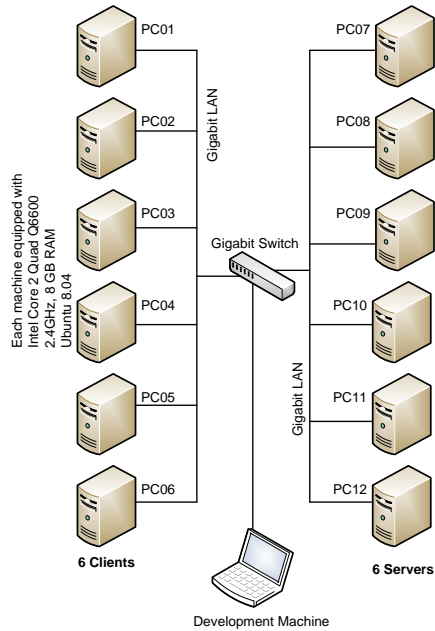 PC01
PC02
PC03
PC04
PC05
PC06
6 Clients
Each machine equipped with
Intel Core 2 Quad Q6600
2.4GHz, 8 GB RAM
Ubuntu 8.04
Gigabit LAN
Gigabit Switch
Gigabit LAN
PC07
PC08
PC09
PC10
PC11
PC12
6 Servers
Development Machine